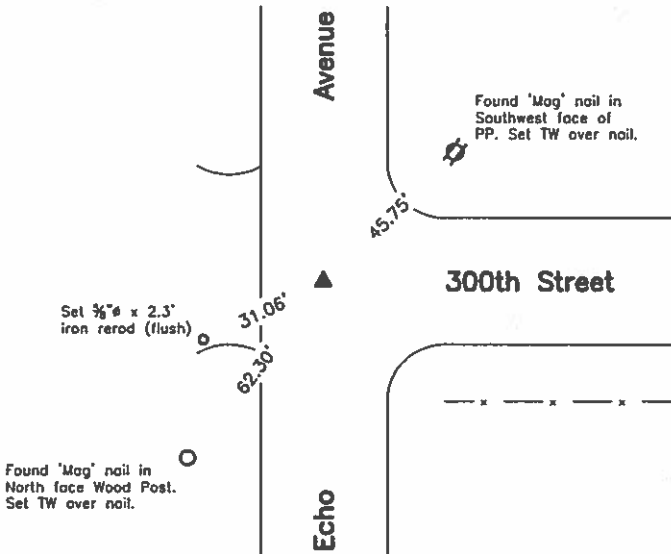 Avenue
Found 'Mag' nail in
Southwest face of
PP. Set TW over nail.
45.75'
300th Street
Set ⅝"ø x 2.3'
iron rerod (flush)
31.06'
62.30'
Found 'Mag' nail in
North face Wood Post.
Set TW over nail.
Echo